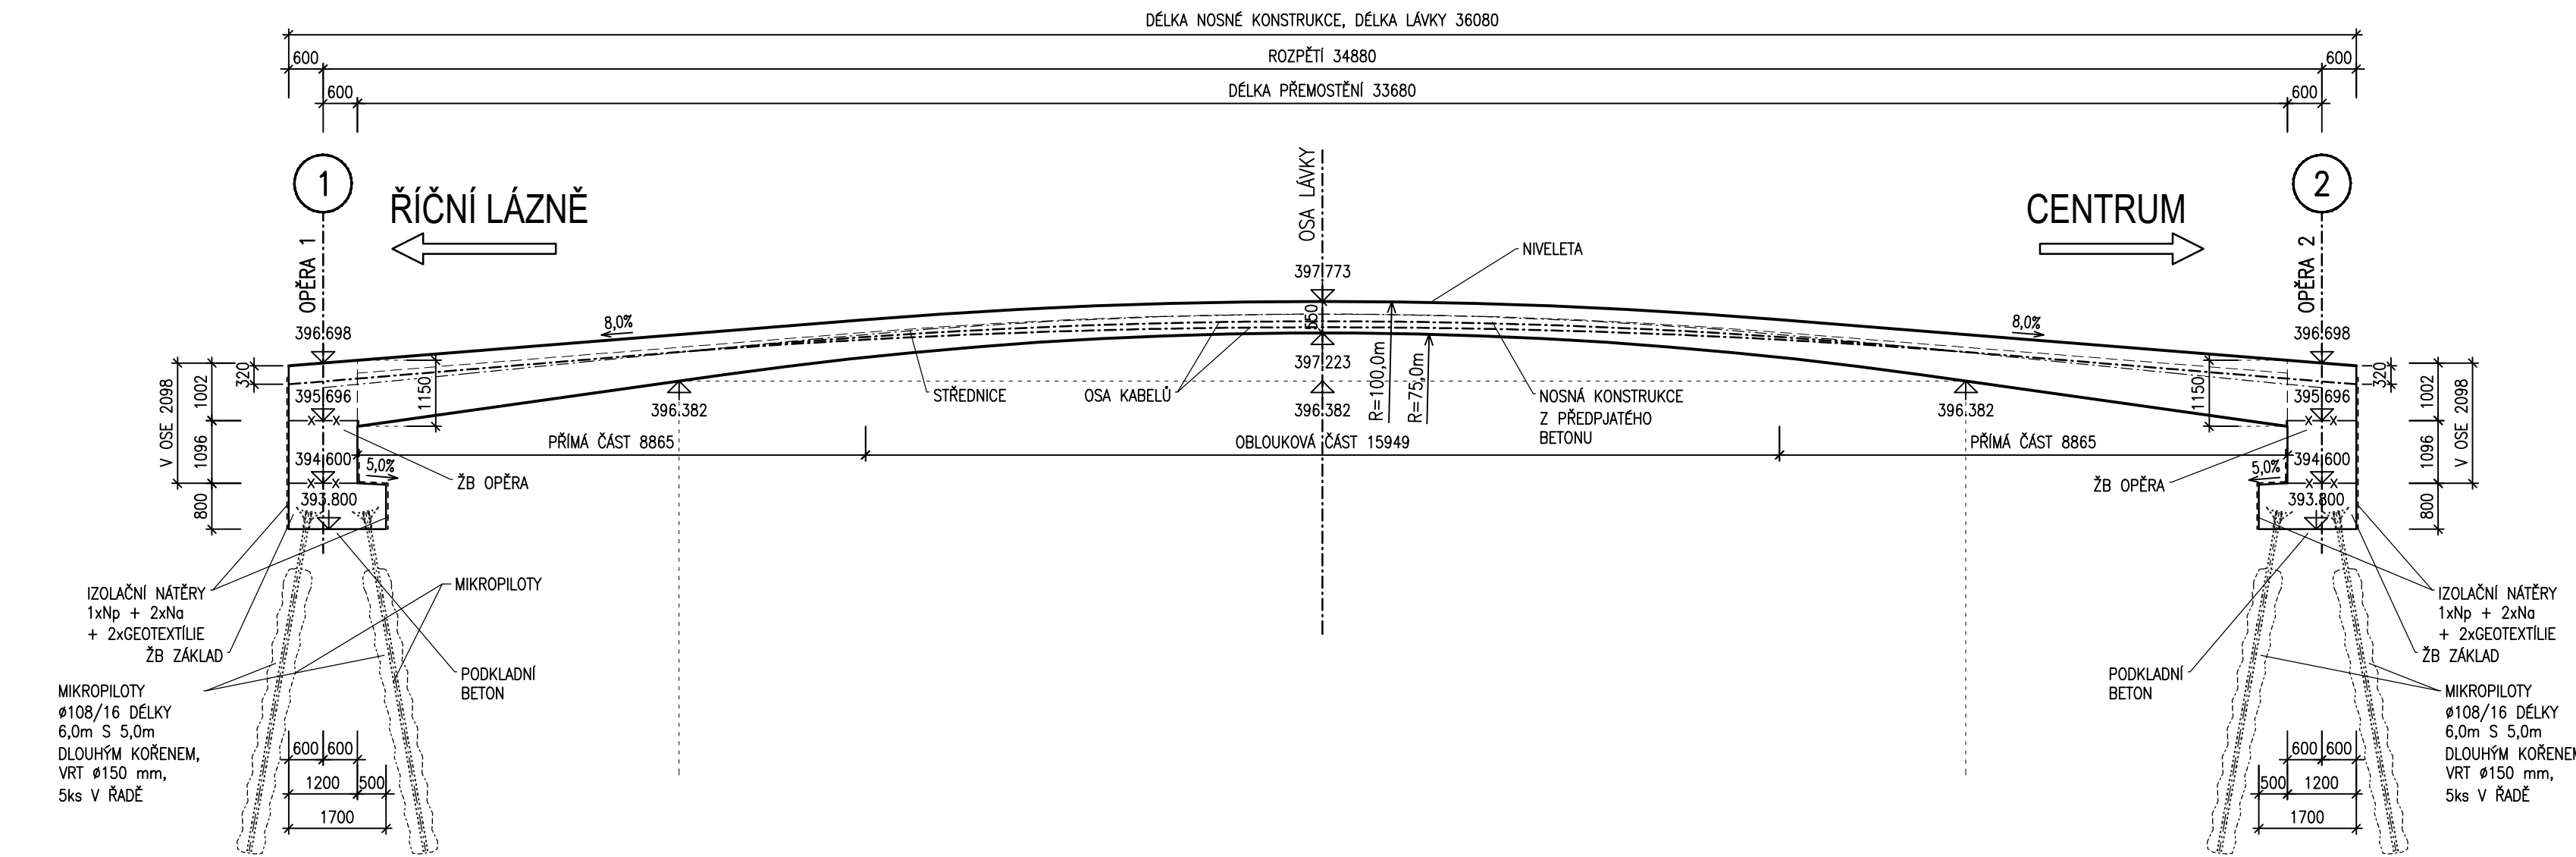 DÉLKA NOSNÉ KONSTRUKCE, DÉLKA LÁVKY 36080
600
ROZPĚTÍ 34880
600
600
DÉLKA PŘEMOSTĚNÍ 33680
600
1
ŘÍČNÍ LÁZNĚ
OPĚRA 1
OSA LÁVKY
CENTRUM
2
OPĚRA 2
NIVELETA
397.773
550
397.223
396.382
R=100,0m
R=75,0m
8,0%
8,0%
396.698
396.698
320
1002
V OSE 2098
1096
800
395.696
1150
394.600
5,0%
393.800
396.382
STŘEDNICE
OSA KABELŮ
NOSNÁ KONSTRUKCE
Z PŘEDPJATÉHO
BETONU
396.382
PŘÍMÁ ČÁST 8865
OBLOUKOVÁ ČÁST 15949
PŘÍMÁ ČÁST 8865
ŽB OPĚRA
ŽB OPĚRA
1150
395.696
394.600
5,0%
393.800
320
1002
V OSE 2098
1096
800
IZOLAČNÍ NÁTĚRY
1xNp + 2xNa
+ 2xGEOTEXTÍLIE
ŽB ZÁKLAD
MIKROPILOTY
MIKROPILOTY
ø108/16 DÉLKY
6,0m S 5,0m
DLOUHÝM KOŘENEM,
VRT ø150 mm,
5ks V ŘADĚ
PODKLADNÍ
BETON
600 600
1200 500
1700
IZOLAČNÍ NÁTĚRY
1xNp + 2xNa
+ 2xGEOTEXTÍLIE
ŽB ZÁKLAD
PODKLADNÍ
BETON
MIKROPILOTY
ø108/16 DÉLKY
6,0m S 5,0m
DLOUHÝM KOŘENEM
VRT ø150 mm,
5ks V ŘADĚ
600 600
500 1200
1700